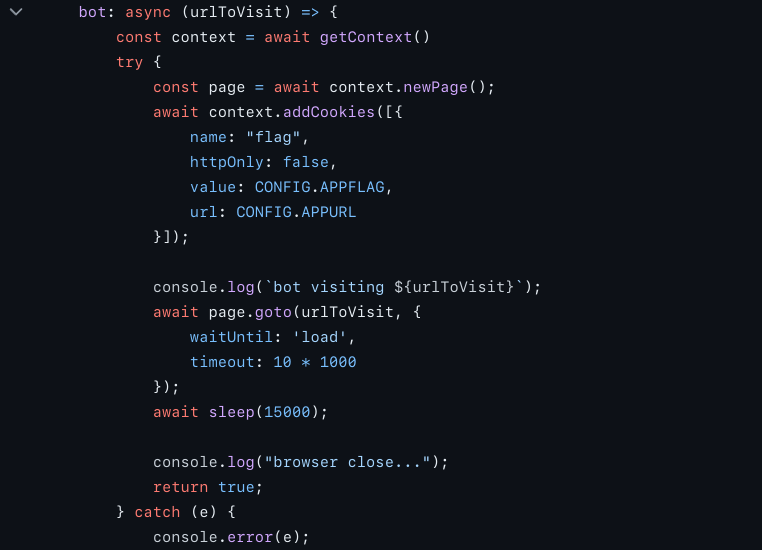 bot: async (urlToVisit) => {
const context = await getContext()
try {
const page = await context.newPage();
await context.addCookies([{
name: "flag",
httpOnly: false,
value: CONFIG.APPFLAG,
url: CONFIG.APPURL
}]);
console.log(`bot visiting ${urlToVisit}`);
await page.goto(urlToVisit, {
waitUntil: 'load',
timeout: 10 * 1000
});
await sleep(15000);
console.log("browser close...");
return true;
} catch (e) {
console.error(e);